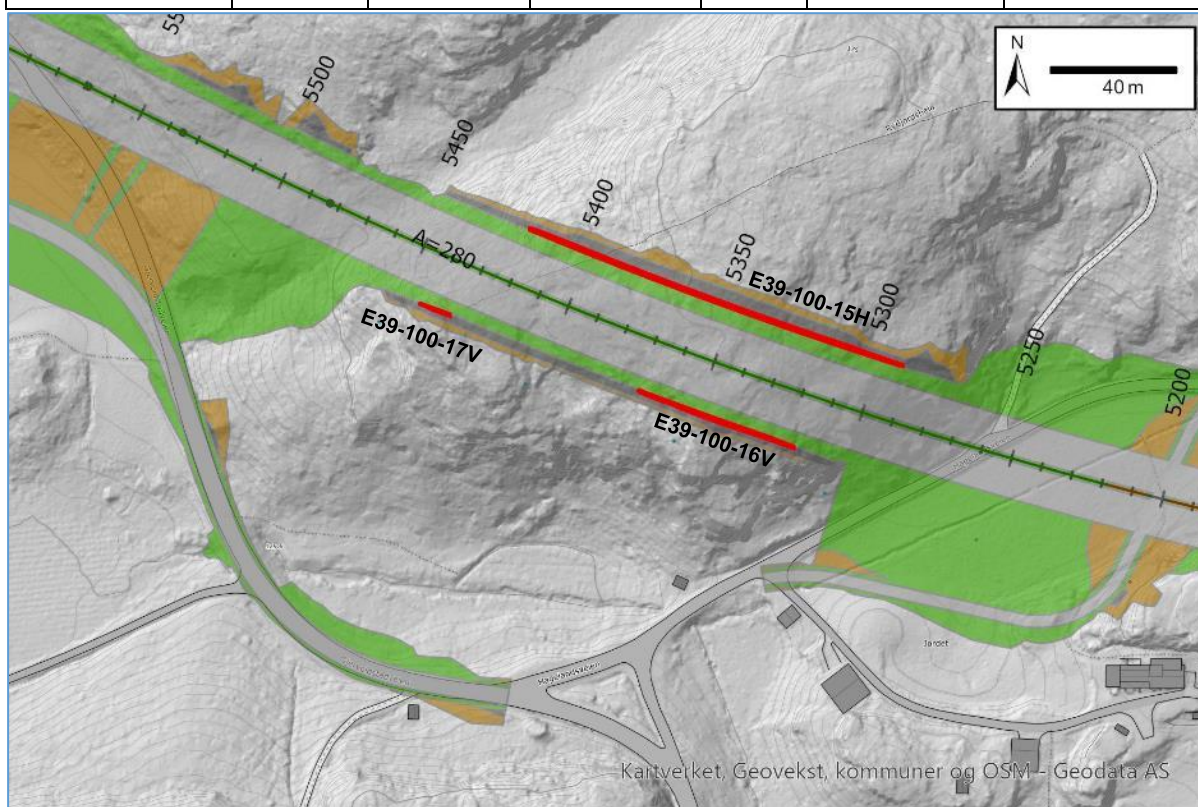 N
40 m
5500
5450
5400
5350
5300
5250
5200
A=280
E39-100-15H
E39-100-17V
E39-100-16V
Jordet
Kartverket, Geovekst, kommuner og OSM - Geodata AS